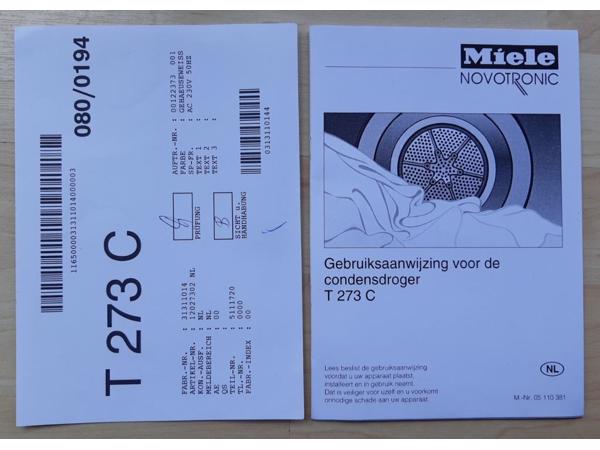 T 273 C
080/0194
11650000313110140000003
FABR.-NR. : 31311014
ARTIKEL-NR. : 12027302 NL
KON.-AUSF. : NL
MELDEBEREICH : NL
AE : 00
QS
TEIL-NR. : 5111720
TL.-NR. : 0000
FABR.-INDEX : 00
PRÜFUNG
SICHT u.
HANDHABUNG
AUFTR.-NR. : 00122373 001
FARBE : GEHAEUSEWEISS
SP-FR. : AC 230V 50HZ
TEXT 1 :
TEXT 2 :
TEXT 3 :
0313110144
Miele
NOVOTRONIC
Gebruiksaanwijzing voor de
condensdroger
T 273 C
Lees beslist de gebruiksaanwijzing
voordat u uw apparaat plaatst,
installeert en in gebruik neemt.
Dat is veiliger voor uzelf en u voorkomt
onnodige schade aan uw apparaat.
NL
M.-Nr. 05 110 381